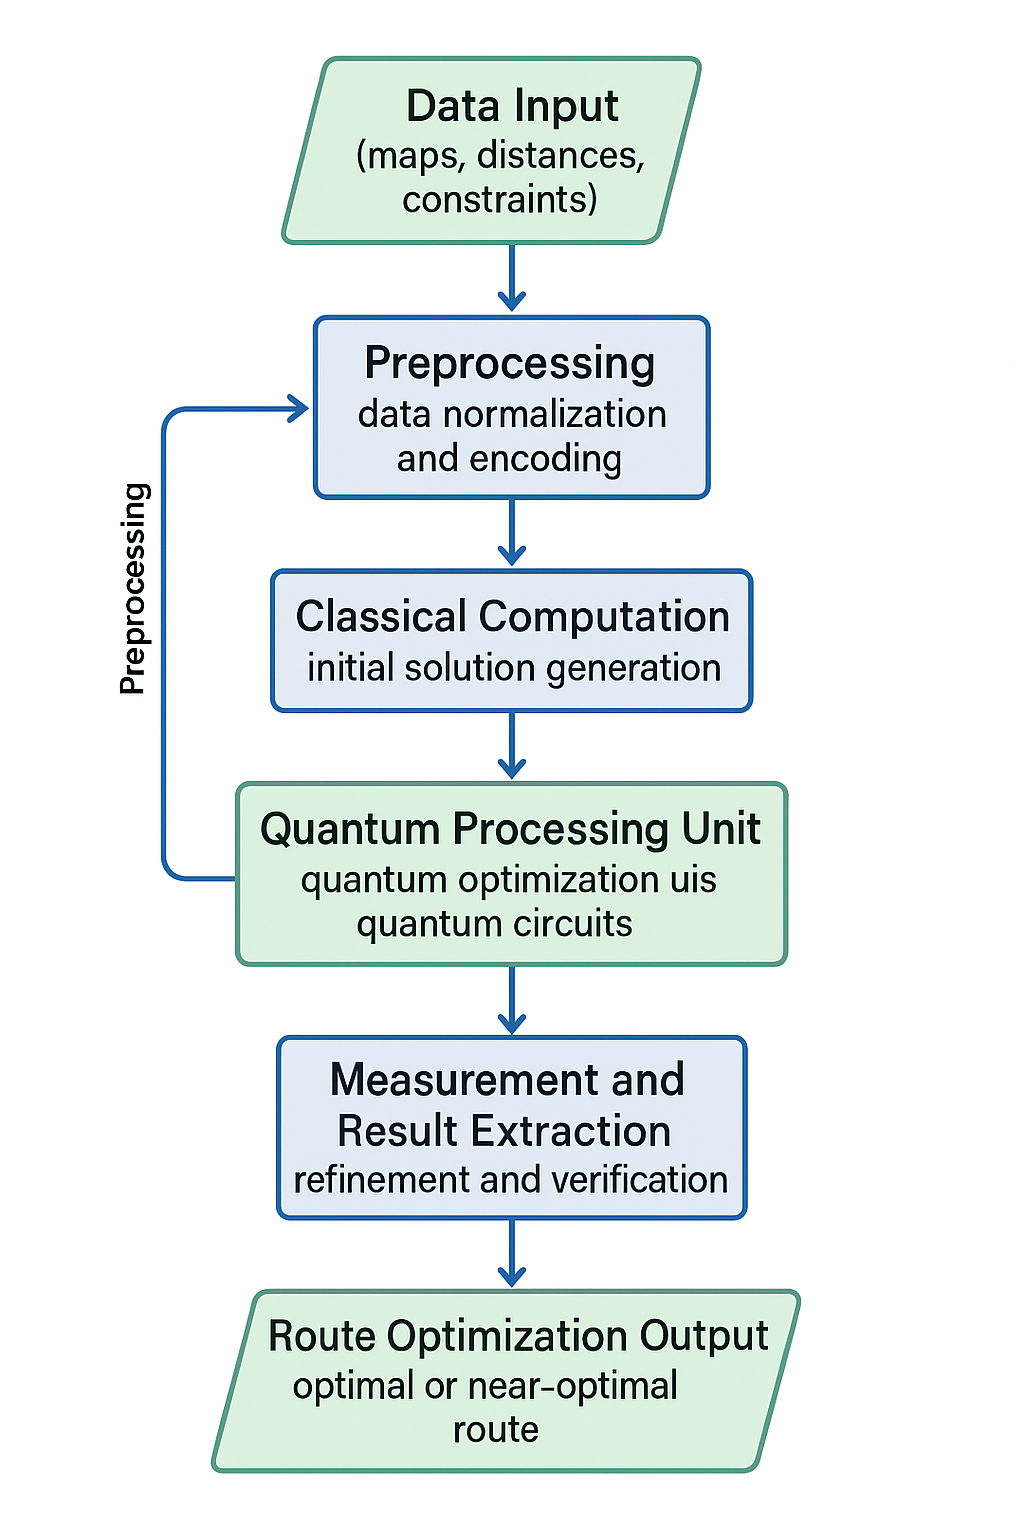 Data Input
(maps, distances,
constraints)
Preprocessing
data normalization
and encoding
Preprocessing
Classical Computation
initial solution generation
Quantum Processing Unit
quantum optimization uis
quantum circuits
Measurement and
Result Extraction
refinement and verification
Route Optimization Output
optimal or near-optimal
route